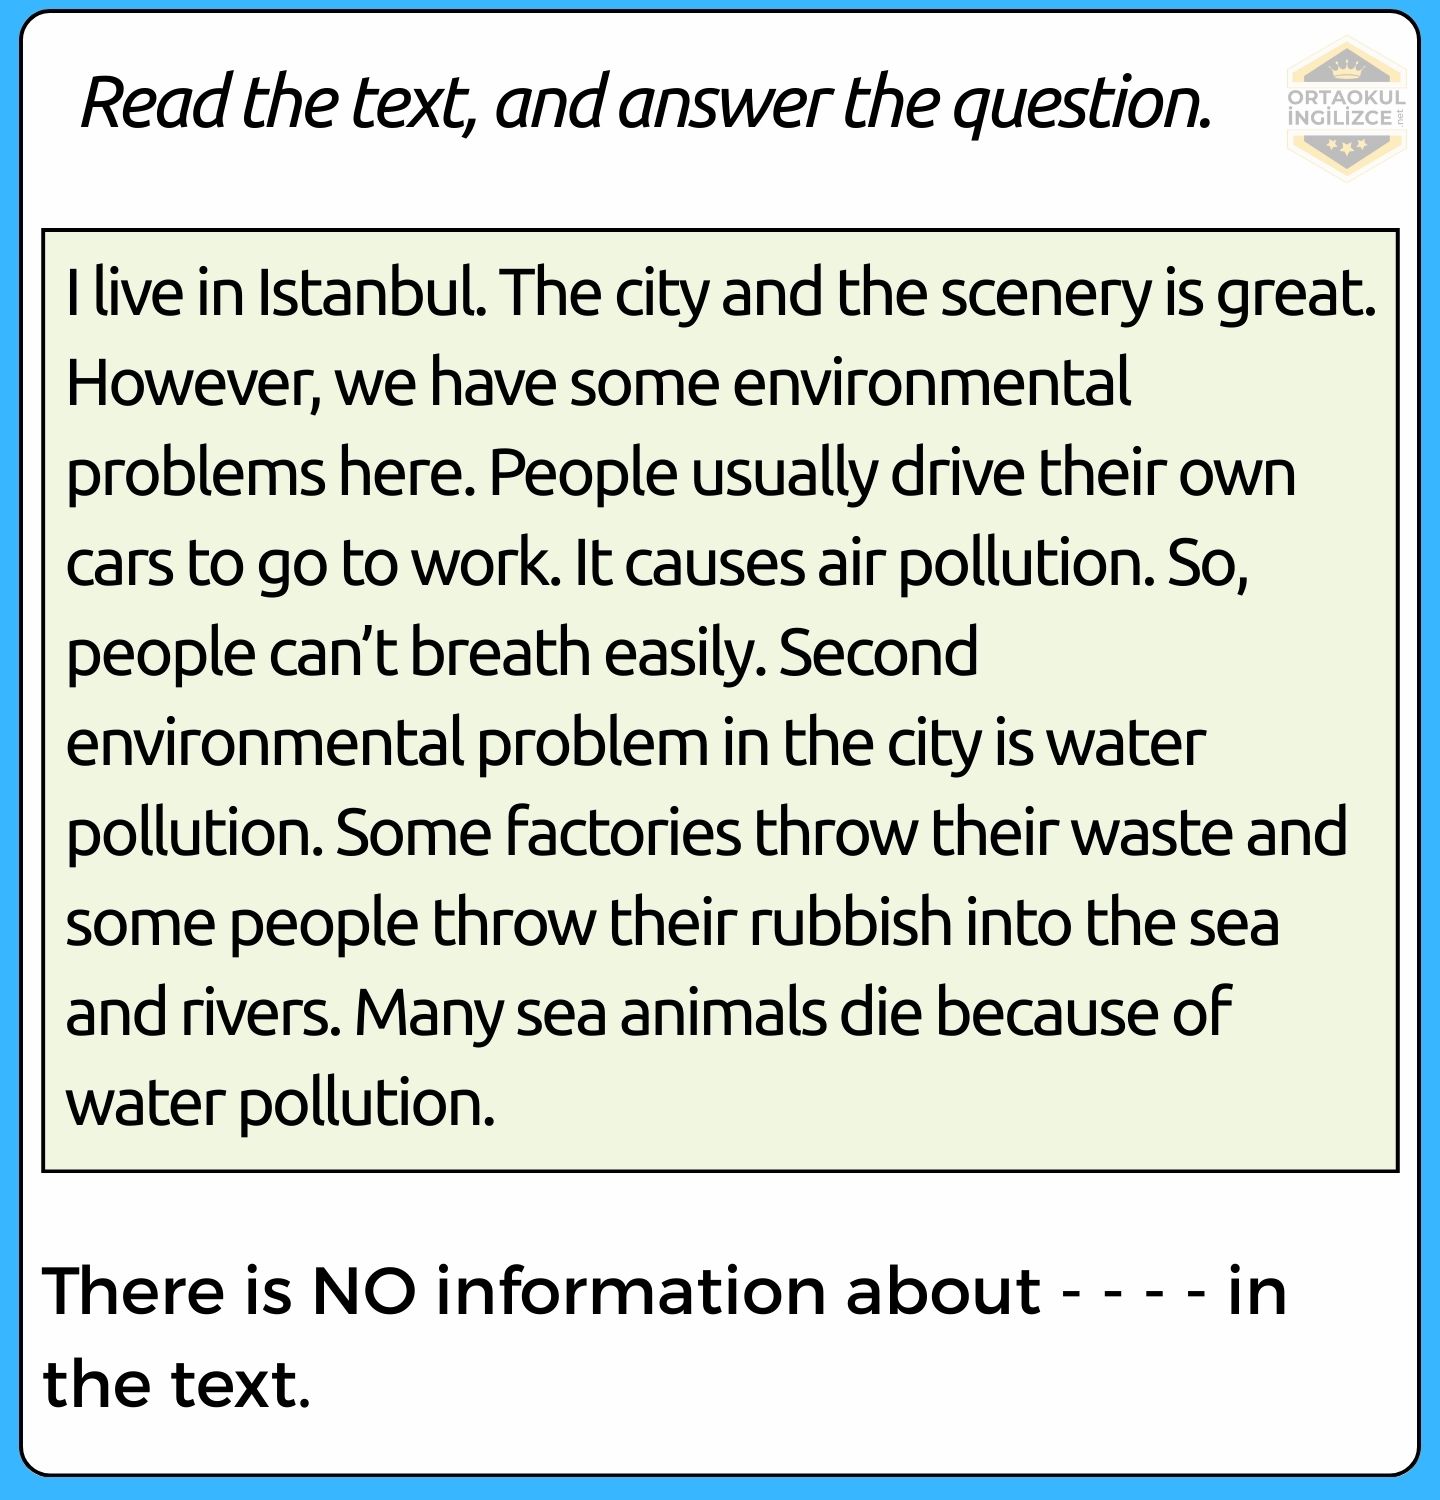 Read the text, and answer the question.
ORTAOKUL
İNGİLİZCE
.net
I live in Istanbul. The city and the scenery is great.
However, we have some environmental
problems here. People usually drive their own
cars to go to work. It causes air pollution. So,
people can't breath easily. Second
environmental problem in the city is water
pollution. Some factories throw their waste and
some people throw their rubbish into the sea
and rivers. Many sea animals die because of
water pollution.
There is NO information about - - - - in
the text.